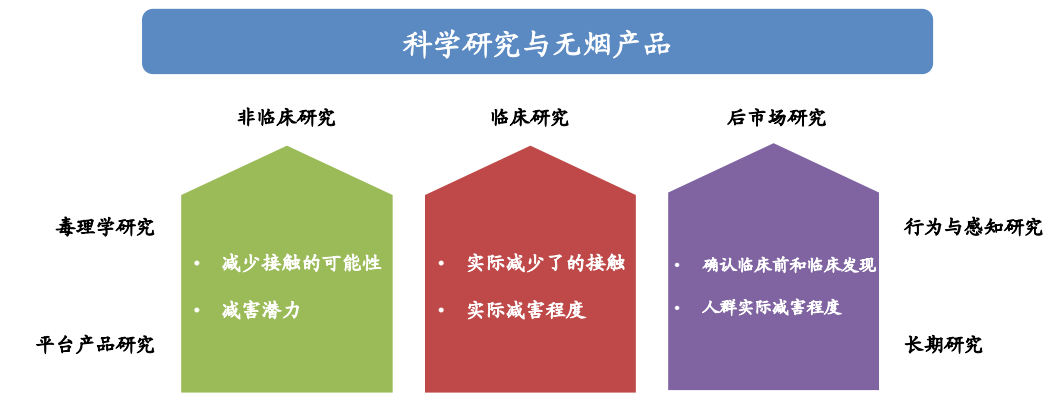 科学研究与无烟产品
非临床研究
临床研究
后市场研究
毒理学研究
平台产品研究
• 减少接触的可能性
• 减害潜力
• 实际减少了的接触
• 实际减害程度
• 确认临床前和临床发现
• 人群实际减害程度
行为与感知研究
长期研究